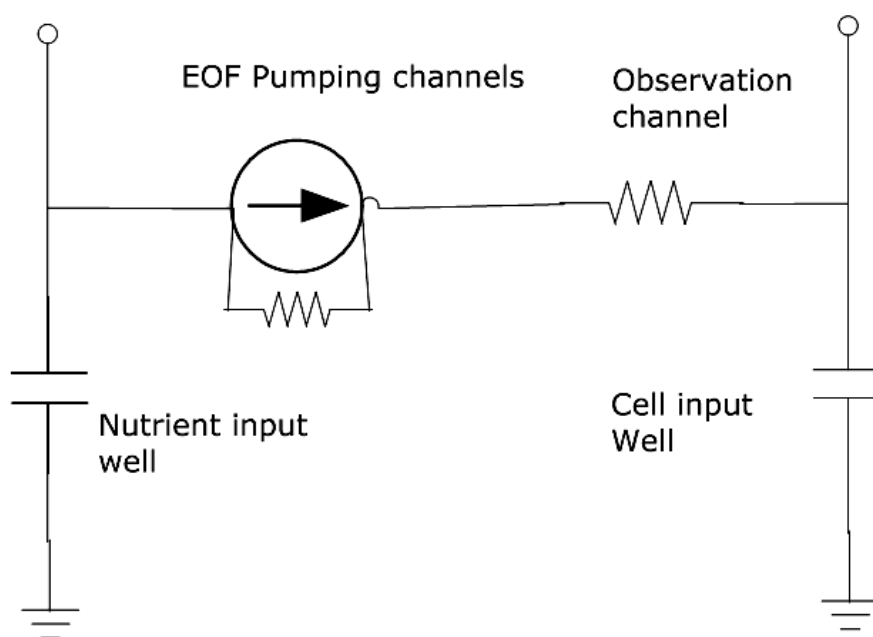 EOF Pumping channels
Observation
channel
Nutrient input
well
Cell input
Well